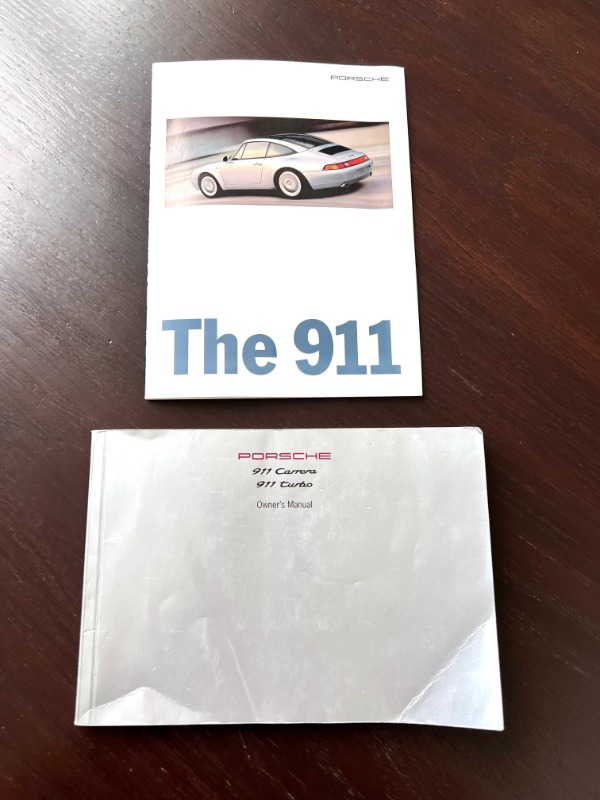 PORSCHE
The 911
PORSCHE
911 Carrera
911 Turbo
Owner's Manual